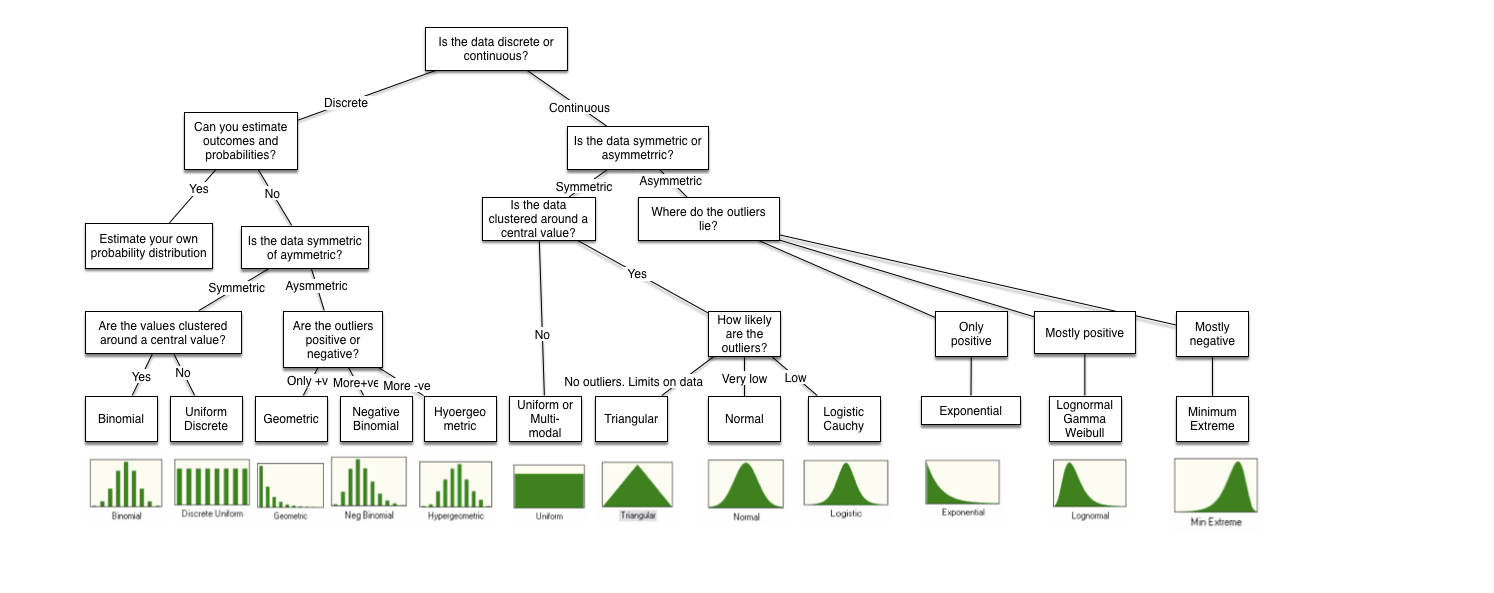 Is the data discrete or
continuous?
Discrete
Continuous
Can you estimate
outcomes and
probabilities?
Is the data symmetric or
asymmetrric?
Yes
No
Symmetric
Asymmetric
Estimate your own
probability distribution
Is the data symmetric
of aymmetric?
Is the data
clustered around a
central value?
Where do the outliers
lie?
Symmetric
Aysmmetric
Yes
Are the values clustered
around a central value?
Are the outliers
positive or
negative?
No
How likely
are the
outliers?
Only
positive
Mostly positive
Mostly
negative
Yes
No
Only +v
More+ve
More -ve
No outliers. Limits on data
Very low
Low
Binomial
Uniform
Discrete
Geometric
Negative
Binomial
Hyoergeo
metric
Uniform or
Multi-
modal
Triangular
Normal
Logistic
Cauchy
Exponential
Lognormal
Gamma
Weibull
Minimum
Extreme
Binomial
Discrete Uniform
Geometric
Neg Binomial
Hypergeometric
Uniform
Triangular
Normal
Logistic
Exponential
Lognormal
Min Extreme